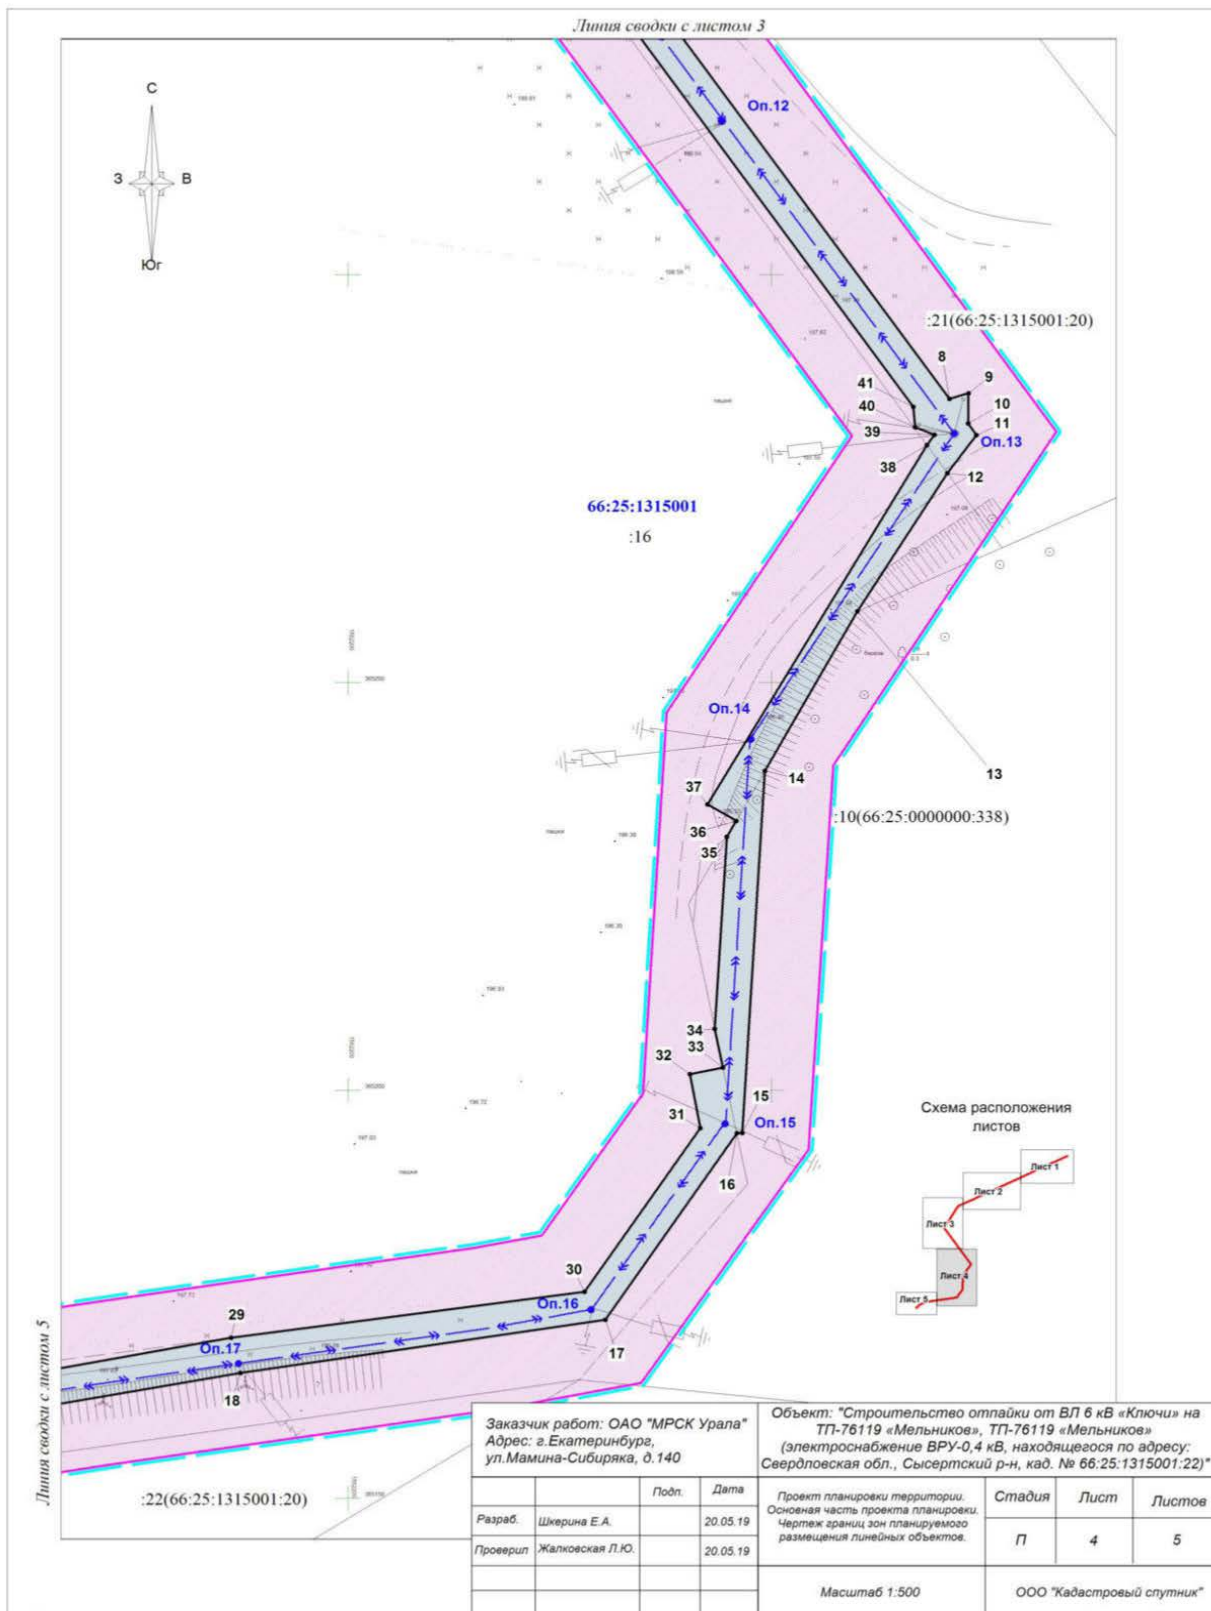 Линия сводки с листом 3
С
З
В
Юг
Оп.12
:21(66:25:1315001:20)
8
9
41
10
40
11
39
Оп.13
38
12
66:25:1315001
:16
Оп.14
13
14
37
:10(66:25:0000000:338)
36
35
34
33
32
15
31
Оп.15
16
Схема расположения
листов
Лист 1
Лист 2
Лист 3
Лист 4
Лист 5
30
Оп.16
29
17
Оп.17
18
Линия сводки с листом 5
:22(66:25:1315001:20)
Заказчик работ: ОАО "МРСК Урала"
Адрес: г.Екатеринбург,
ул.Мамина-Сибиряка, д.140
Объект: "Строительство отпайки от ВЛ 6 кВ «Ключи» на
ТП-76119 «Мельников», ТП-76119 «Мельников»
(электроснабжение ВРУ-0,4 кВ, находящегося по адресу:
Свердловская обл., Сысертский р-н, кад. № 66:25:1315001:22)"
Подп.
Дата
Разраб.
Шкерина Е.А.
20.05.19
Проверил
Жалковская Л.Ю.
20.05.19
Проект планировки территории.
Основная часть проекта планировки.
Чертеж границ зон планируемого
размещения линейных объектов.
Стадия
Лист
Листов
П
4
5
Масштаб 1:500
ООО "Кадастровый спутник"